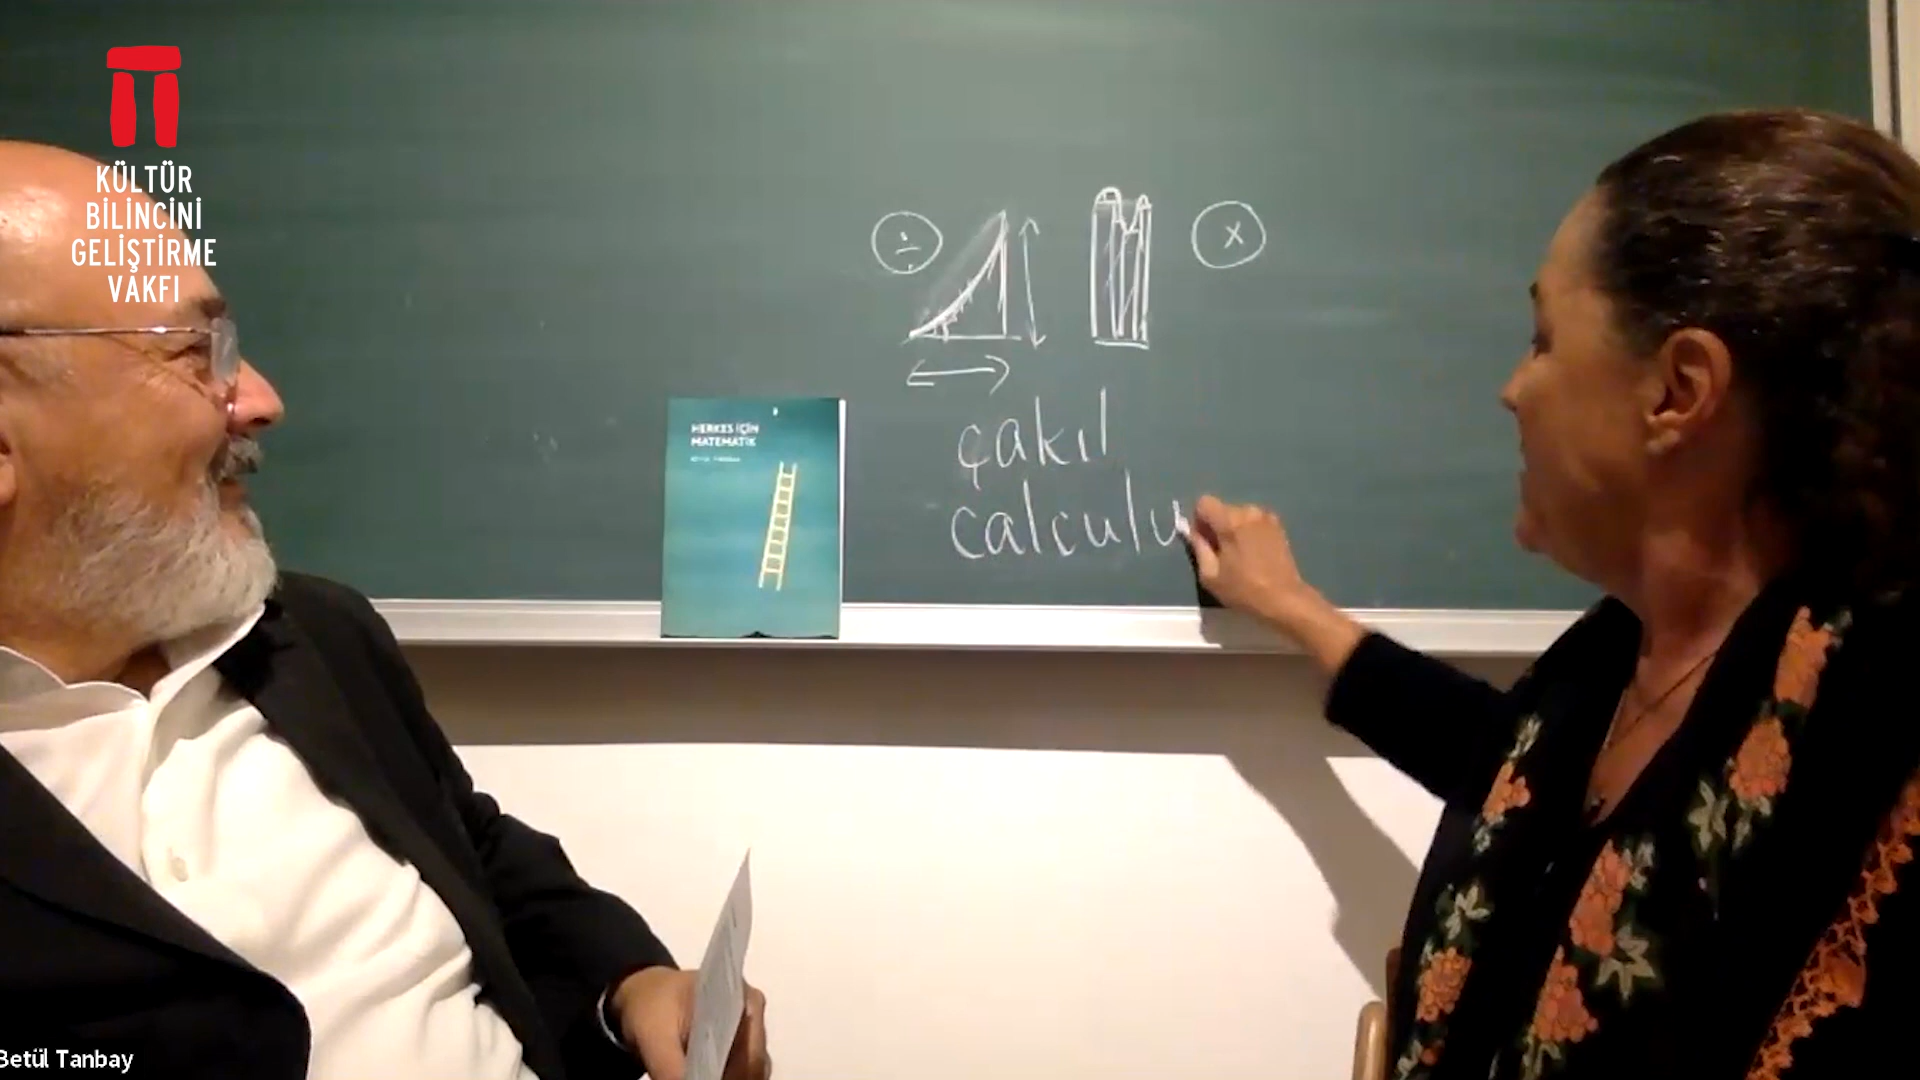 KÜLTÜR
BİLİNCİNİ
GELİŞTİRME
VAKFI
÷
x
HERKES İÇİN
MATEMATİK
çakıl
calculu
Betül Tanbay